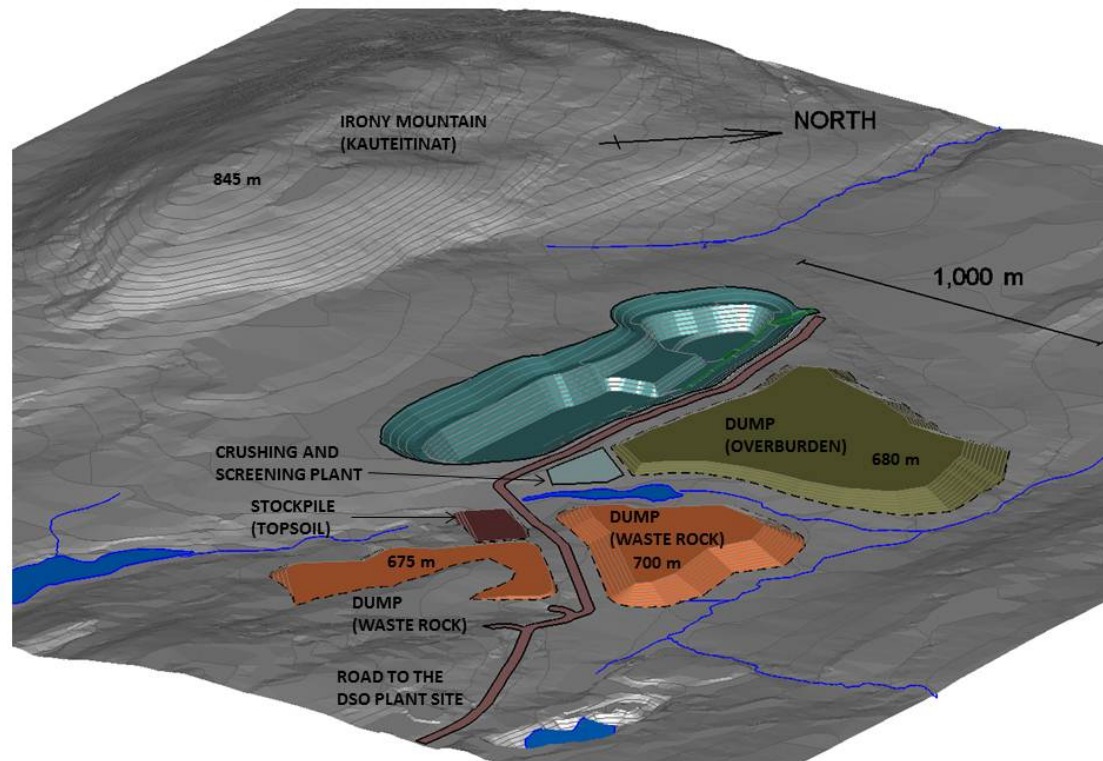 IRONY MOUNTAIN
(KAUTEITINAT)
NORTH
845 m
1,000 m
DUMP
(OVERBURDEN)
680 m
CRUSHING AND
SCREENING PLANT
STOCKPILE
(TOPSOIL)
DUMP
(WASTE ROCK)
700 m
675 m
DUMP
(WASTE ROCK)
ROAD TO THE
DSO PLANT SITE